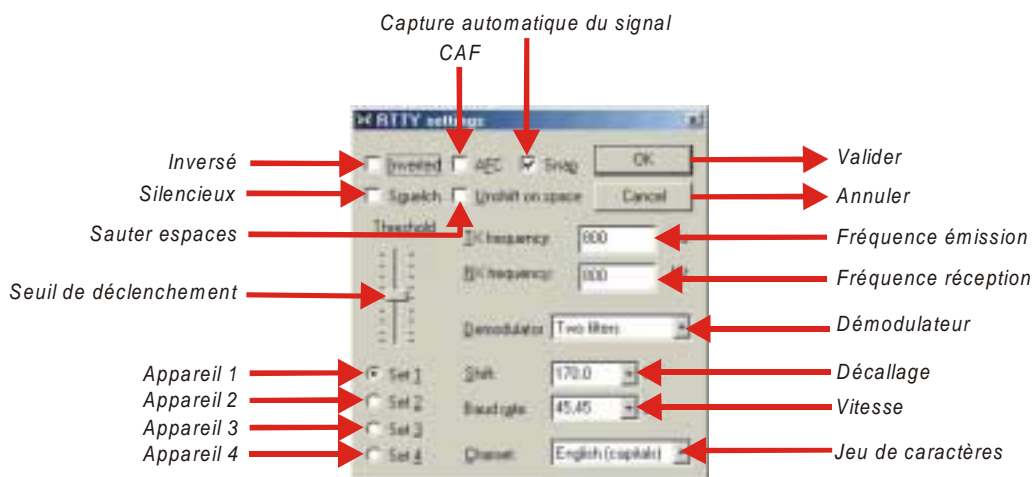 Capture automatique du signal
CAF
RTTY settings
Inversé
Inverted
AFC
Snap
OK
Valider
Silencieux
Squelch
Unshift on space
Cancel
Annuler
Sauter espaces
Threshold
TX frequency:
800
Fréquence émission
RX frequency:
800
Fréquence réception
Seuil de déclenchement
Demodulator
Two filters
Démodulateur
Appareil 1
Set 1
Shift:
170.0
Décallage
Appareil 2
Set 2
Baud rate:
45,45
Vitesse
Appareil 3
Set 3
Appareil 4
Set 4
Charset:
English (capitals)
Jeu de caractères